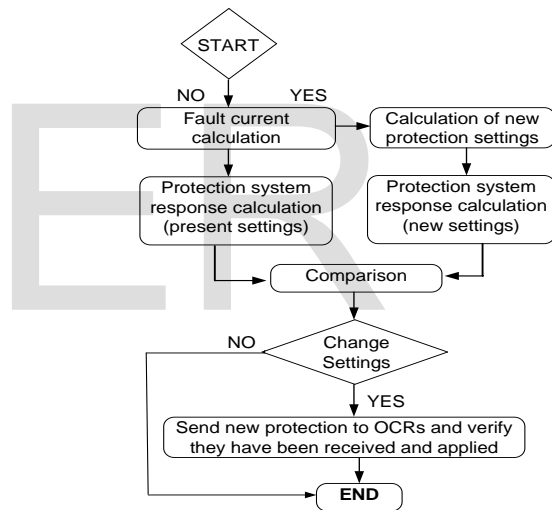 START
NO
YES
Fault current
calculation
Calculation of new
protection settings
Protection system
response calculation
(present settings)
Protection system
response calculation
(new settings)
Comparison
NO
Change
Settings
YES
Send new protection to OCRs and verify
they have been received and applied
END
ER